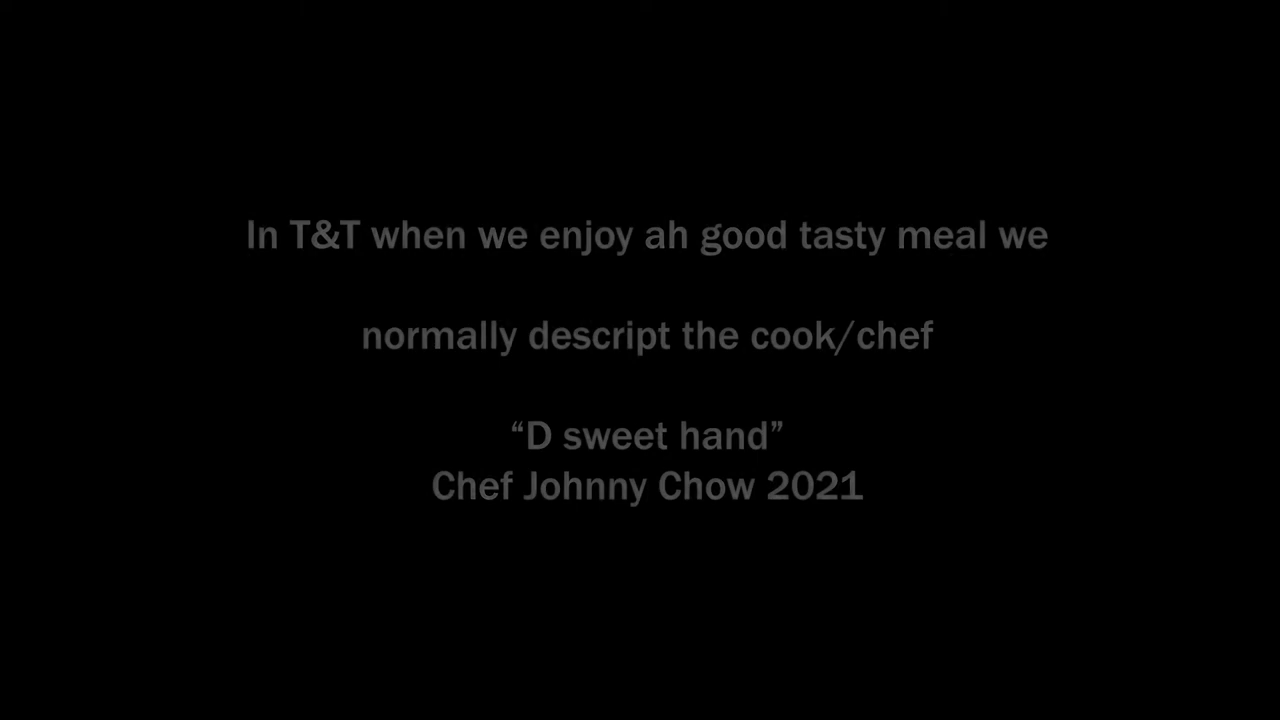 In T&T when we enjoy ah good tasty meal we
normally descript the cook/chef
“D sweet hand”
Chef Johnny Chow 2021